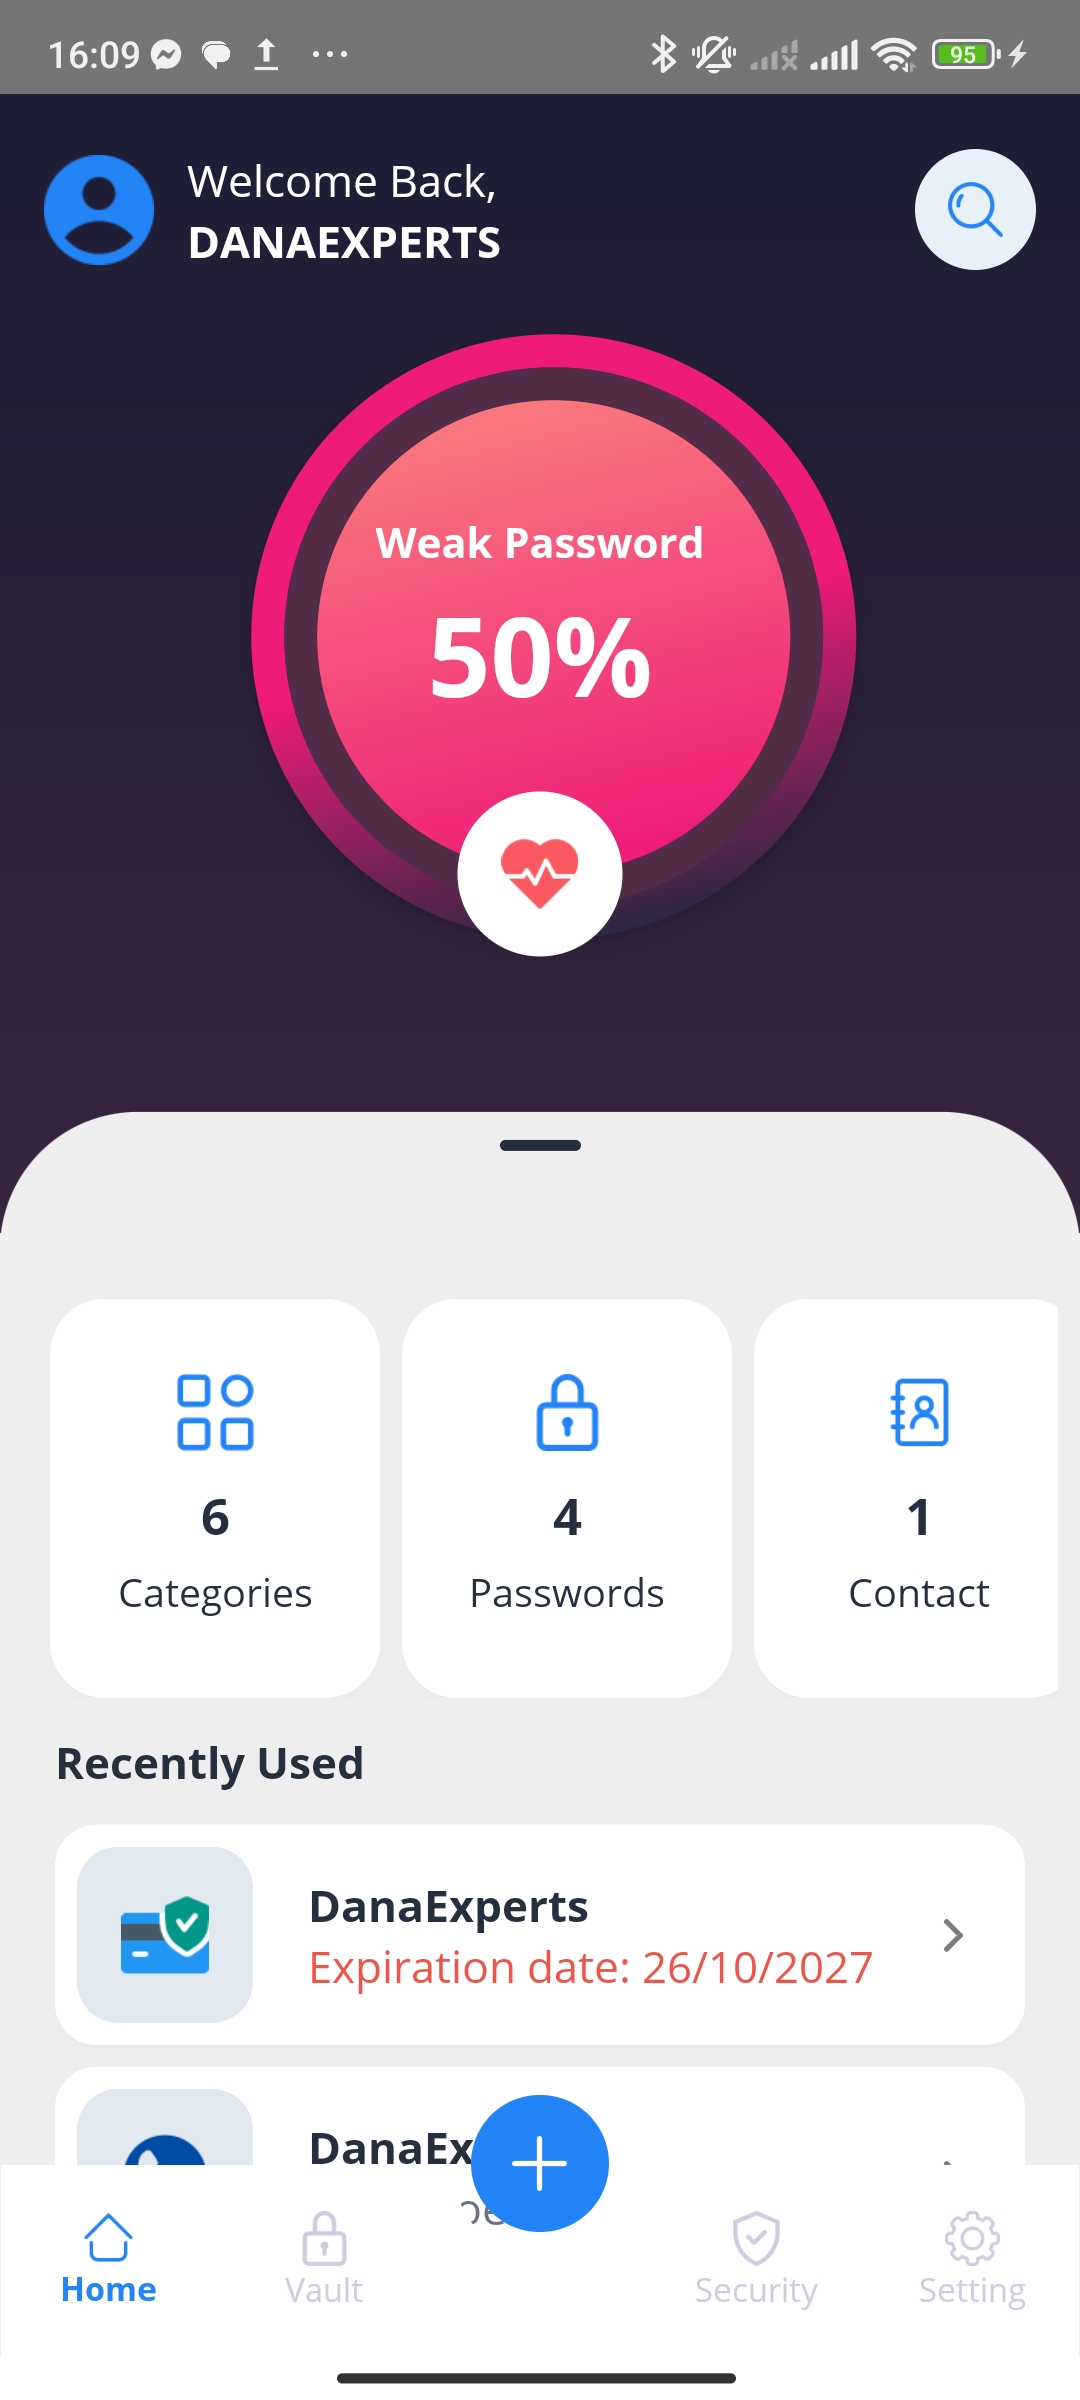 16:09
95
Welcome Back,
DANAEXPERTS
Weak Password
50%
6
Categories
4
Passwords
1
Contact
Recently Used
DanaExperts
Expiration date: 26/10/2027
DanaEx
Home
Vault
Security
Setting